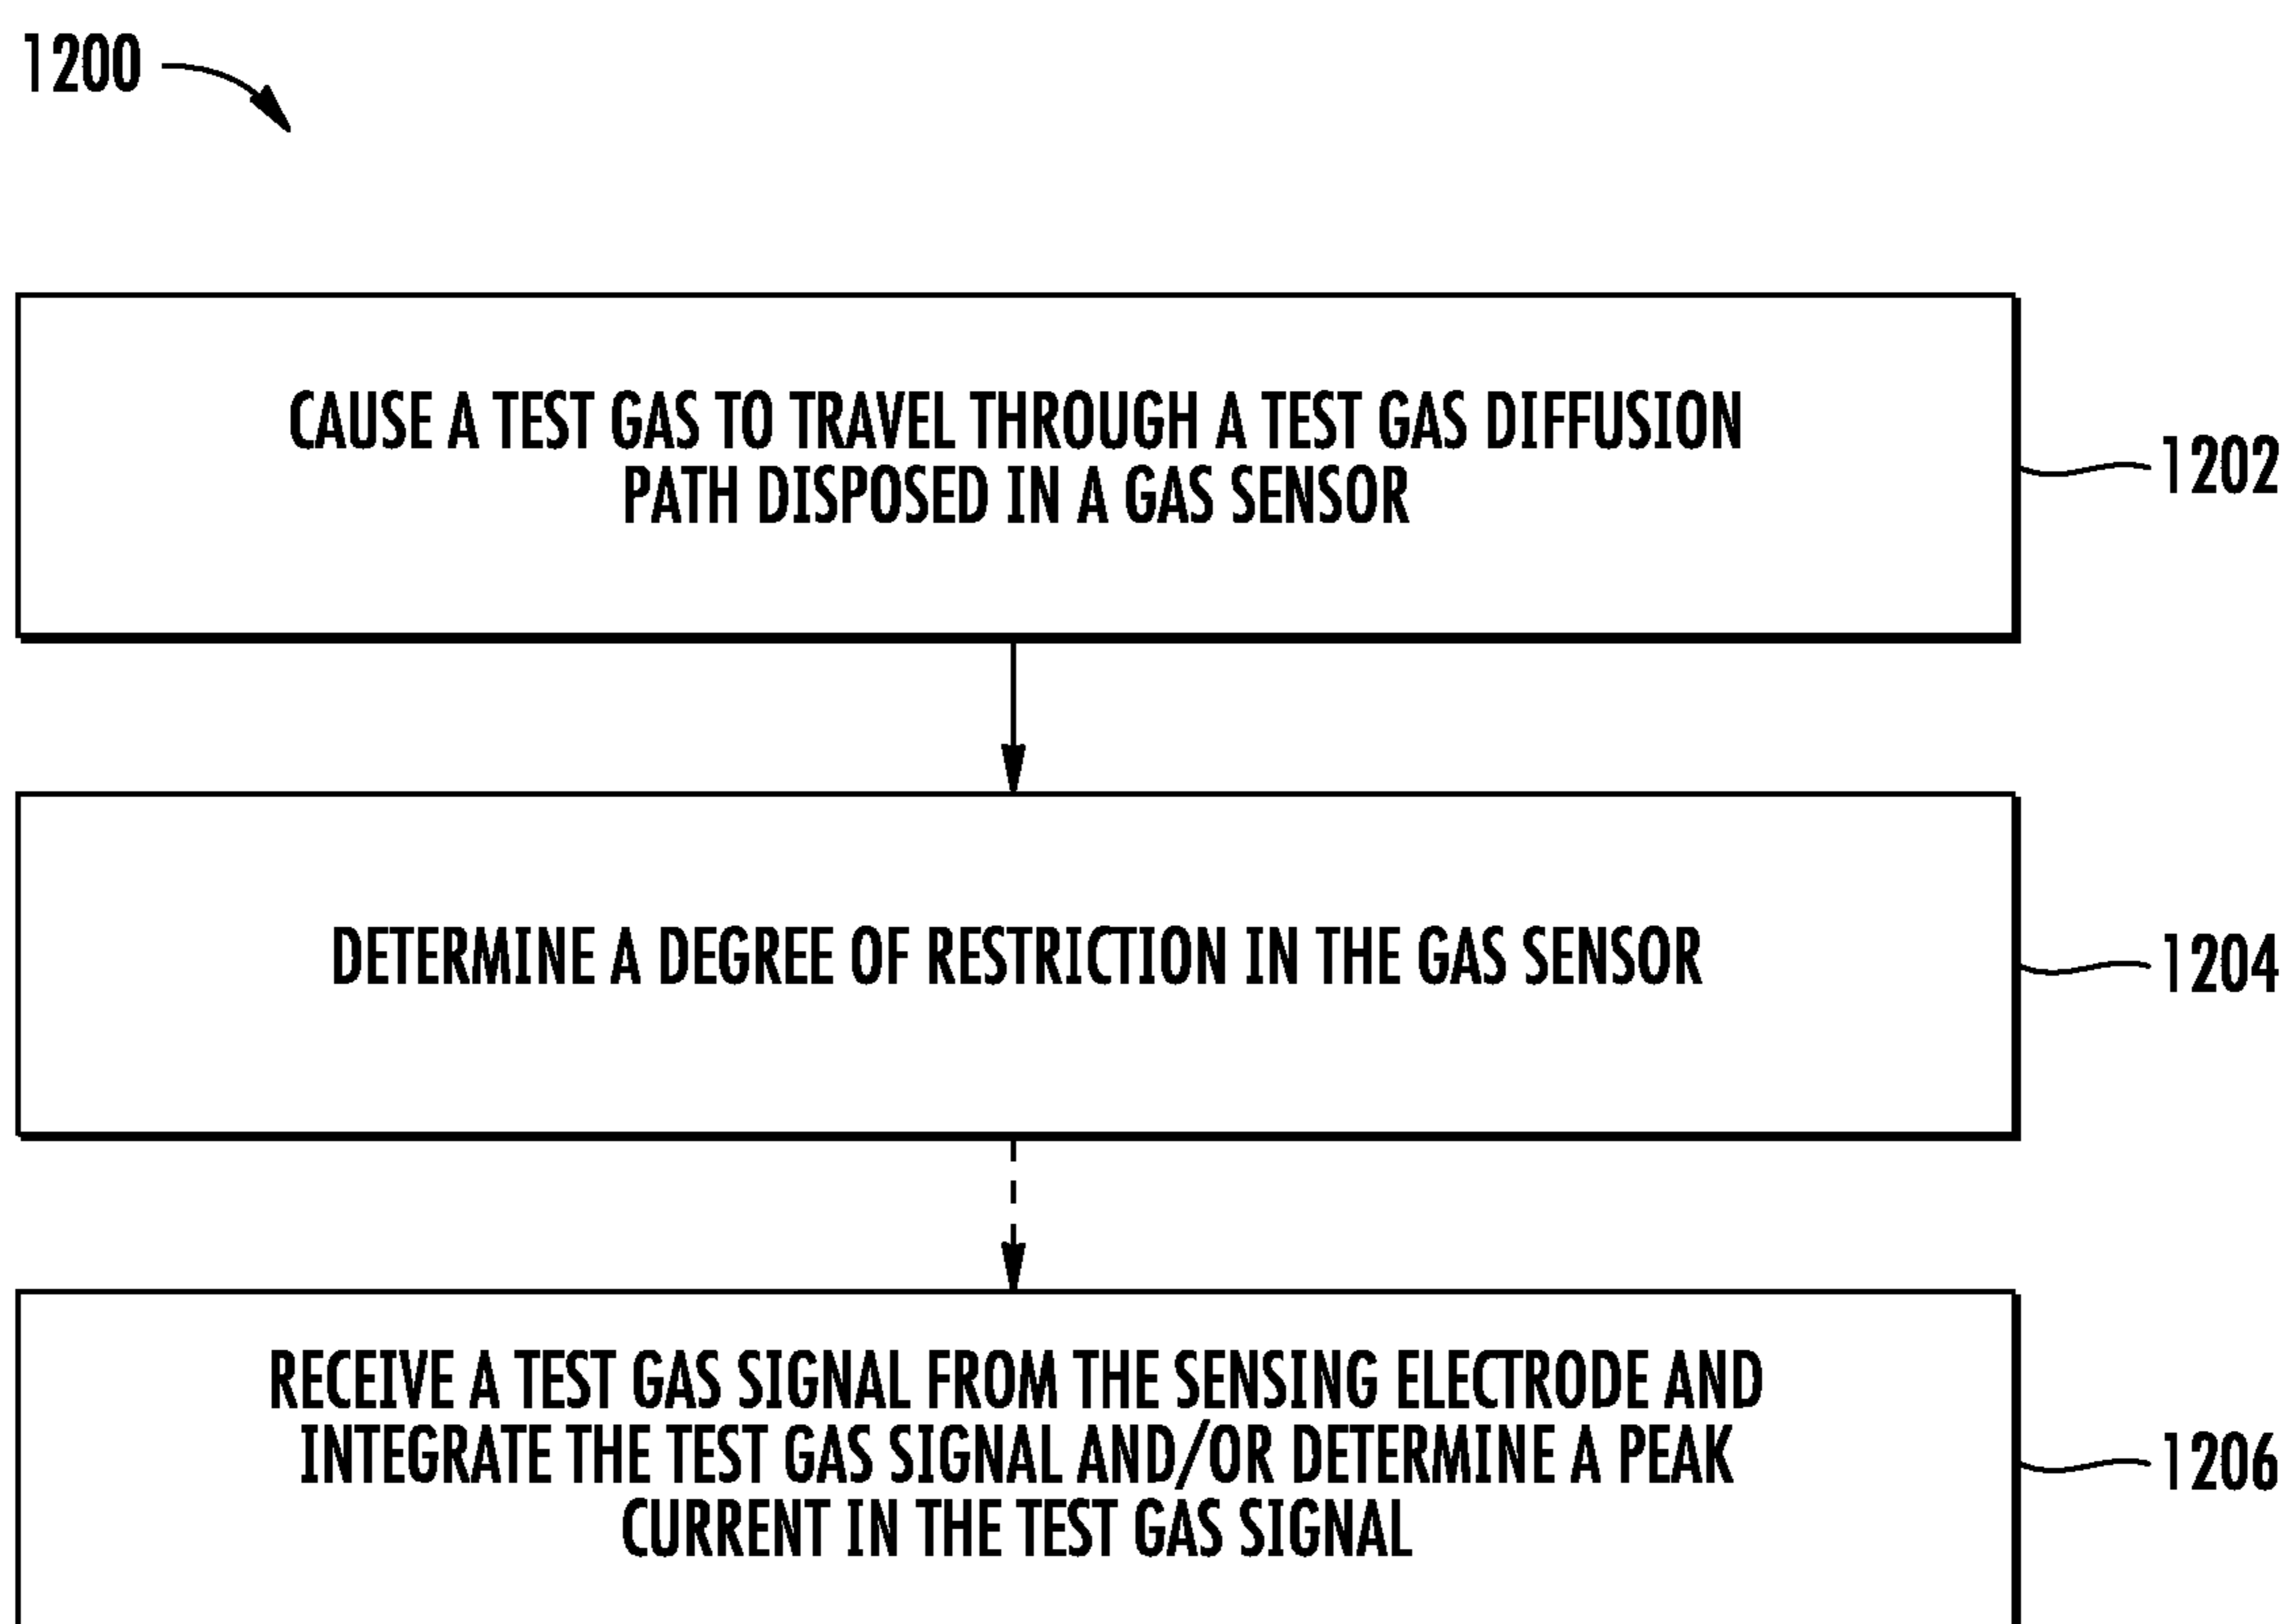 1200
CAUSE A TEST GAS TO TRAVEL THROUGH A TEST GAS DIFFUSION
PATH DISPOSED IN A GAS SENSOR
1202
DETERMINE A DEGREE OF RESTRICTION IN THE GAS SENSOR
1204
RECEIVE A TEST GAS SIGNAL FROM THE SENSING ELECTRODE AND
INTEGRATE THE TEST GAS SIGNAL AND/OR DETERMINE A PEAK
CURRENT IN THE TEST GAS SIGNAL
1206